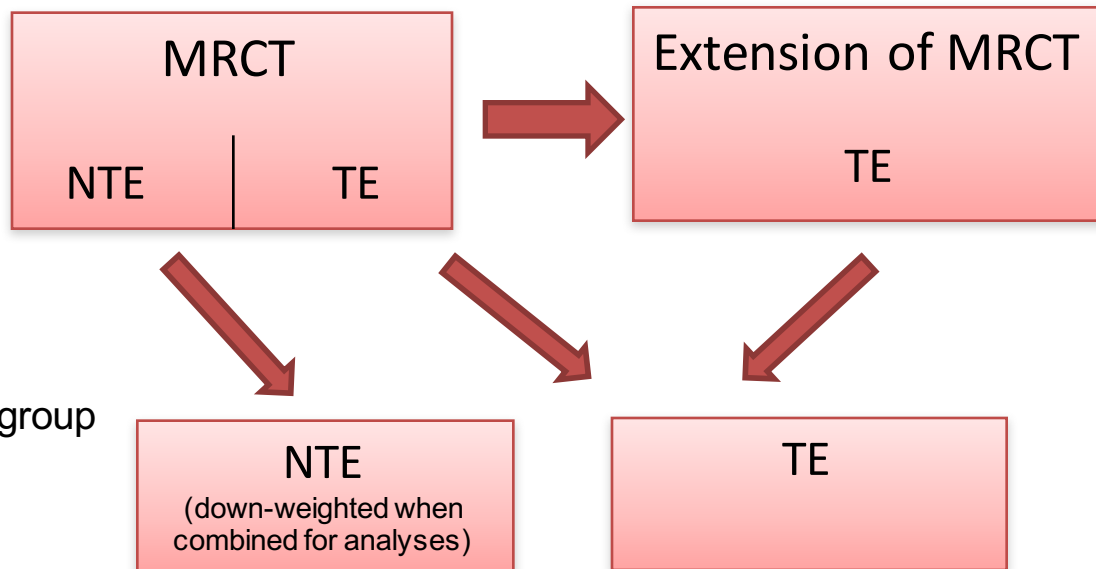 MRCT
NTE
TE
Extension of MRCT
TE
group
NTE
(down-weighted when
combined for analyses)
TE